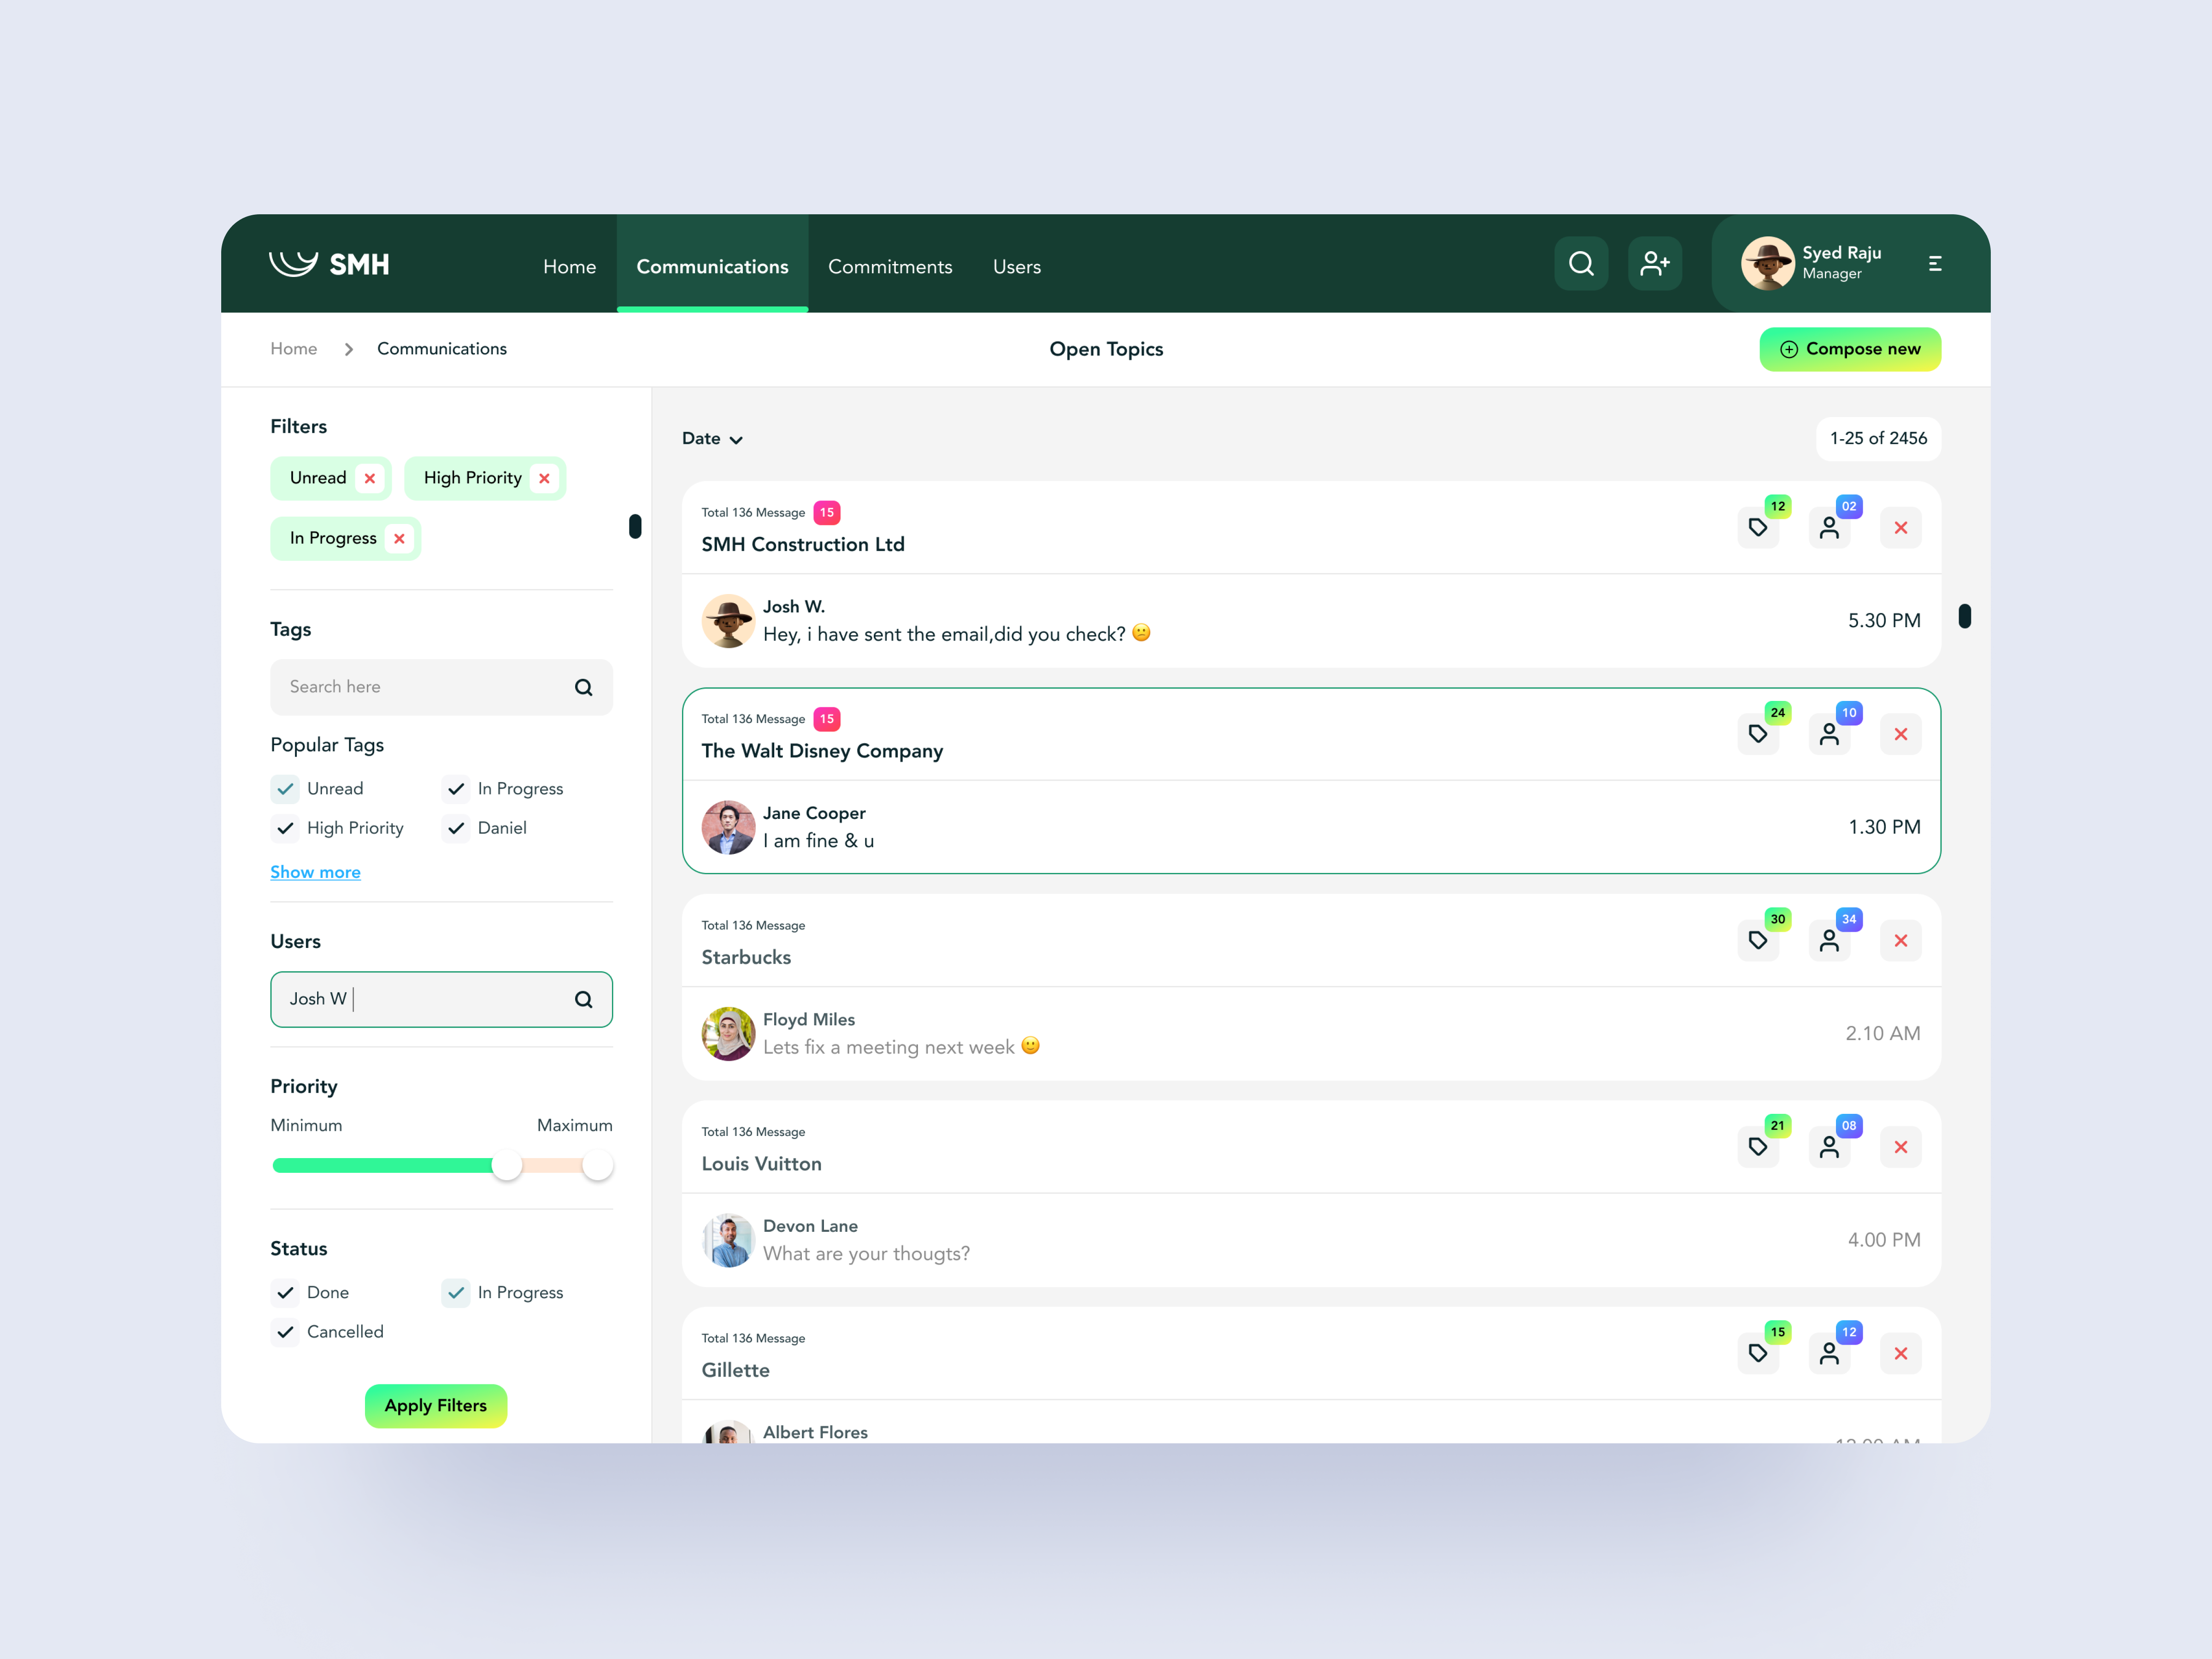 SMH
Home
Communications
Commitments
Users
Syed Raju
Manager
Home
Communications
Open Topics
Compose new
Filters
Unread
High Priority
In Progress
Tags
Search here
Popular Tags
Unread
In Progress
High Priority
Daniel
Show more
Users
Josh W
Priority
Minimum
Maximum
Status
Done
In Progress
Cancelled
Apply Filters
Date
1-25 of 2456
Total 136 Message 15
SMH Construction Ltd
12
02
Josh W.
Hey, i have sent the email,did you check? 😕
5.30 PM
Total 136 Message 15
The Walt Disney Company
24
10
Jane Cooper
I am fine & u
1.30 PM
Total 136 Message
Starbucks
30
34
Floyd Miles
Lets fix a meeting next week 🙂
2.10 AM
Total 136 Message
Louis Vuitton
21
08
Devon Lane
What are your thougts?
4.00 PM
Total 136 Message
Gillette
15
12
Albert Flores